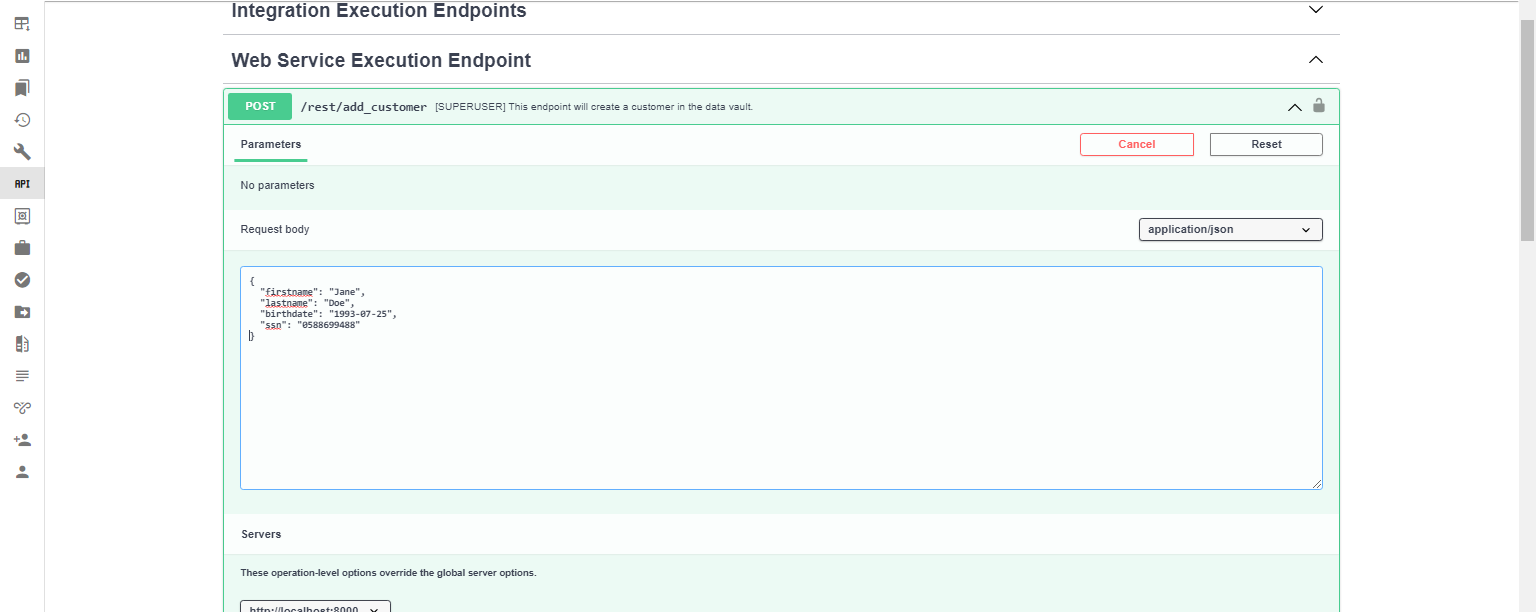 Integration Execution Endpoints
Web Service Execution Endpoint
POST /rest/add_customer [SUPERUSER] This endpoint will create a customer in the data vault.
Parameters Cancel Reset
API
No parameters
Request body application/json
{
"firstname": "Jane",
"lastname": "Doe",
"birthdate": "1993-07-25",
"ssn": "0588699488"
}
Servers
These operation-level options override the global server options.
http://localhost:8000